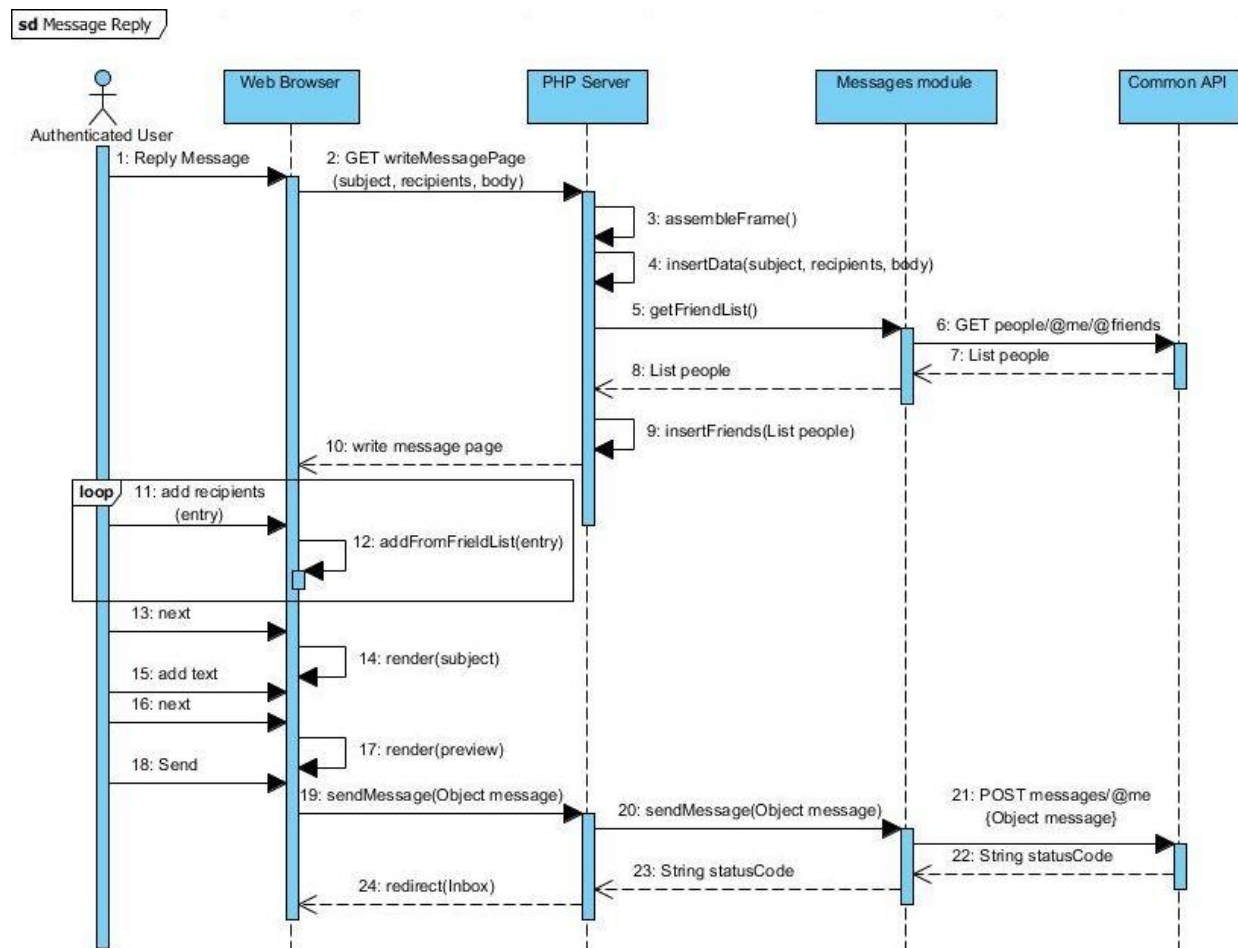 sd Message Reply
Web Browser
PHP Server
Messages module
Common API
Authenticated User
1: Reply Message
2: GET writeMessagePage
(subject, recipients, body)
3: assembleFrame()
4: insertData(subject, recipients, body)
5: getFriendList()
6: GET people/@me/@friends
7: List people
8: List people
9: insertFriends(List people)
10: write message page
loop
11: add recipients
(entry)
12: addFromFrieldList(entry)
13: next
14: render(subject)
15: add text
16: next
17: render(preview)
18: Send
19: sendMessage(Object message)
20: sendMessage(Object message)
21: POST messages/@me
{Object message}
22: String statusCode
23: String statusCode
24: redirect(Inbox)